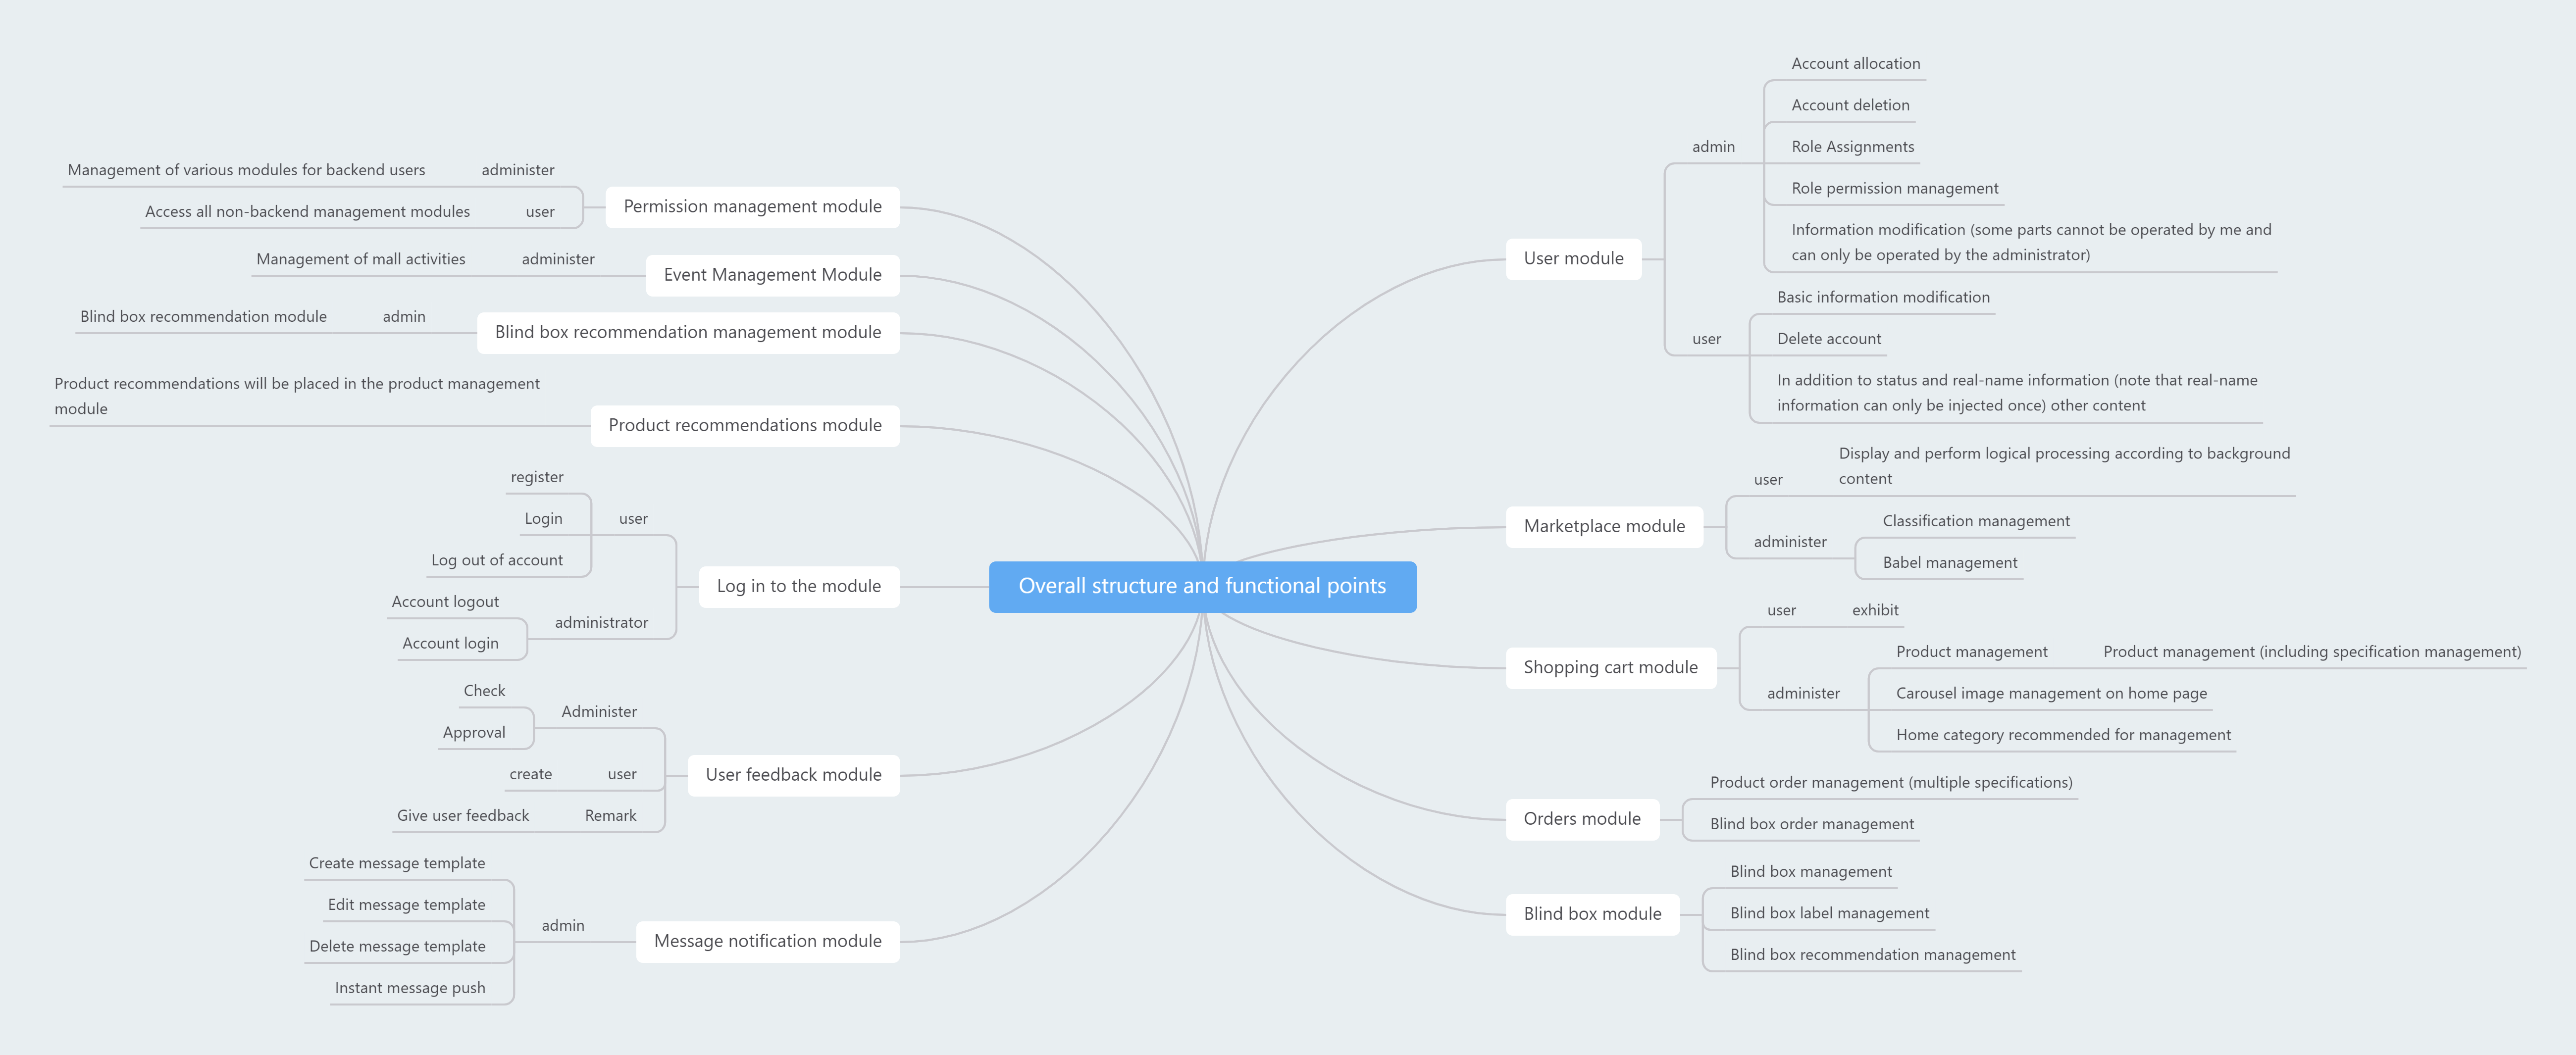 Overall structure and functional points
User module
admin
Account allocation
Account deletion
Role Assignments
Role permission management
Information modification (some parts cannot be operated by me and
can only be operated by the administrator)
user
Basic information modification
Delete account
In addition to status and real-name information (note that real-name
information can only be injected once) other content
Marketplace module
user
Display and perform logical processing according to background
content
administer
Classification management
Babel management
Shopping cart module
user
exhibit
administer
Product management
Product management (including specification management)
Carousel image management on home page
Home category recommended for management
Orders module
Product order management (multiple specifications)
Blind box order management
Blind box module
Blind box management
Blind box label management
Blind box recommendation management
Permission management module
administer
Management of various modules for backend users
user
Access all non-backend management modules
Event Management Module
administer
Management of mall activities
Blind box recommendation management module
admin
Blind box recommendation module
Product recommendations module
Product recommendations will be placed in the product management
module
Log in to the module
user
register
Login
Log out of account
administrator
Account logout
Account login
User feedback module
Administer
Check
Approval
user
create
Remark
Give user feedback
Message notification module
admin
Create message template
Edit message template
Delete message template
Instant message push